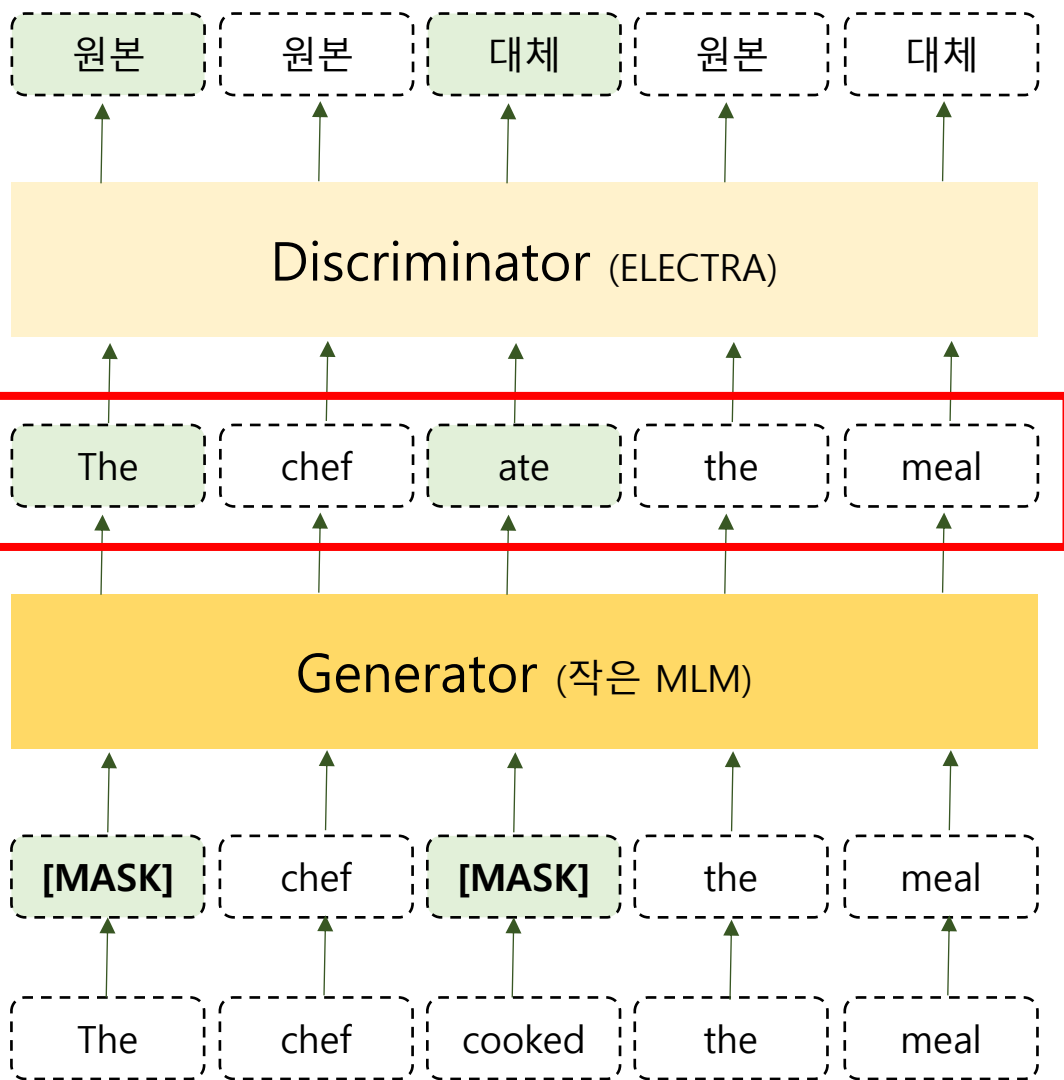 원본 원본 대체 원본 대체
Discriminator (ELECTRA)
The chef ate the meal
Generator (작은 MLM)
[MASK] chef [MASK] the meal
The chef cooked the meal